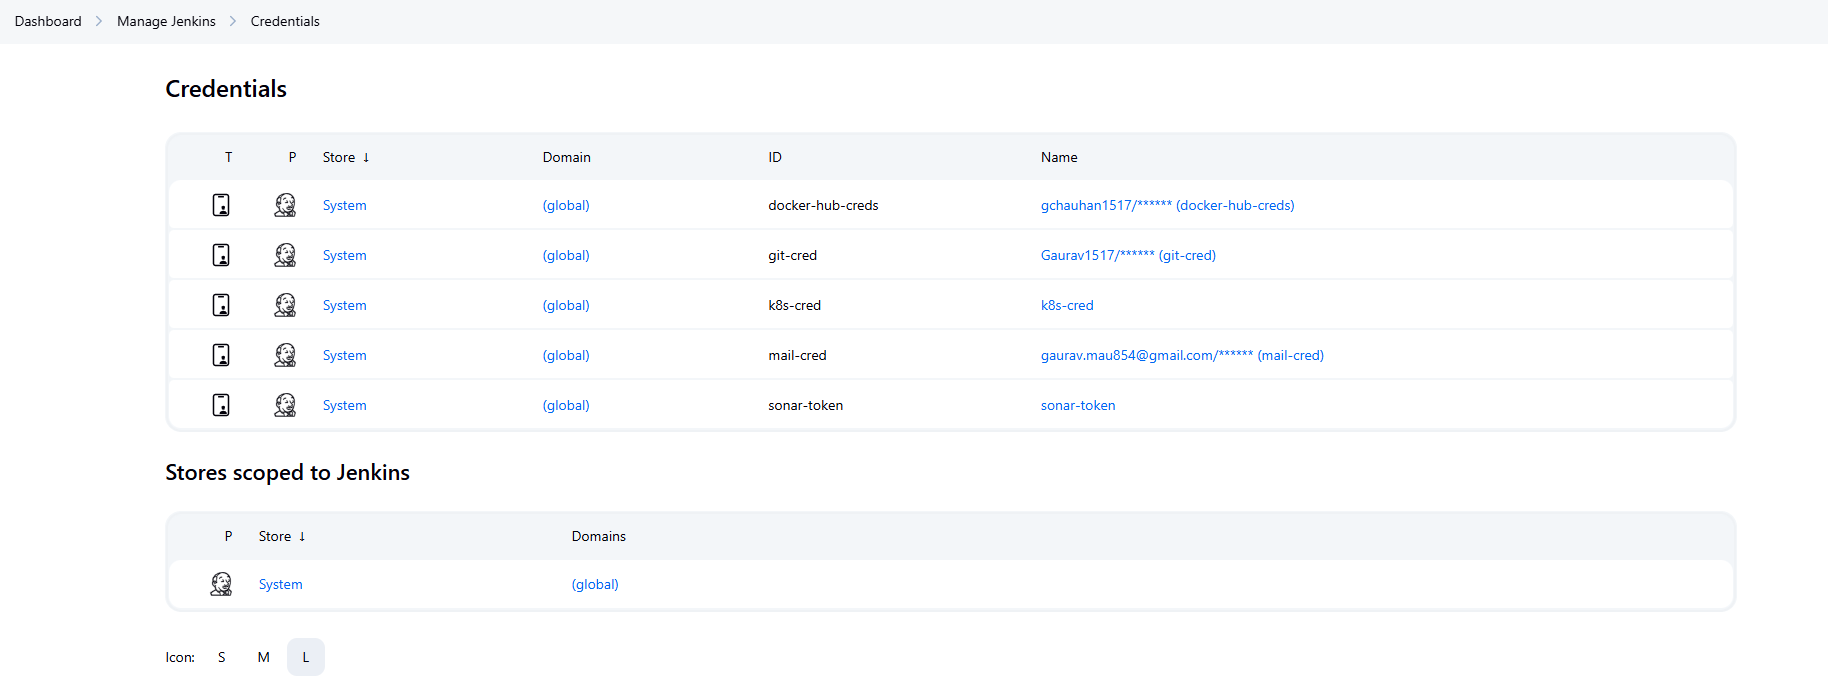 Dashboard > Manage Jenkins > Credentials
Credentials
T P Store ↓ Domain ID Name
System (global) docker-hub-creds gchauhan1517/****** (docker-hub-creds)
System (global) git-cred Gaurav1517/****** (git-cred)
System (global) k8s-cred k8s-cred
System (global) mail-cred gaurav.mau854@gmail.com/****** (mail-cred)
System (global) sonar-token sonar-token
Stores scoped to Jenkins
P Store ↓ Domains
System (global)
Icon: S M L